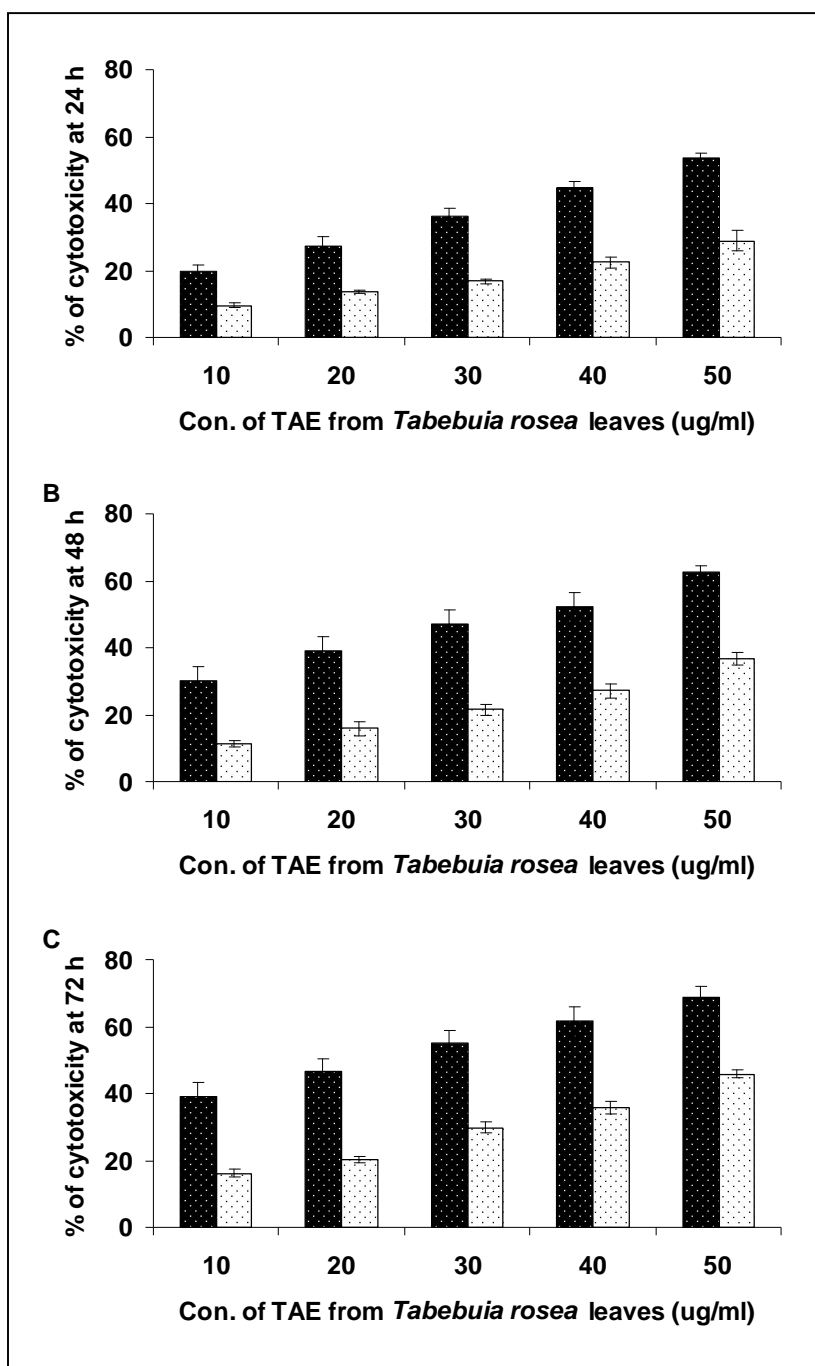 80
60
40
20
0
% of cytotoxicity at 24 h
10 20 30 40 50
Con. of TAE from Tabebuia rosea leaves (ug/ml)
B
80
60
40
20
0
% of cytotoxicity at 48 h
10 20 30 40 50
Con. of TAE from Tabebuia rosea leaves (ug/ml)
C
80
60
40
20
0
% of cytotoxicity at 72 h
10 20 30 40 50
Con. of TAE from Tabebuia rosea leaves (ug/ml)